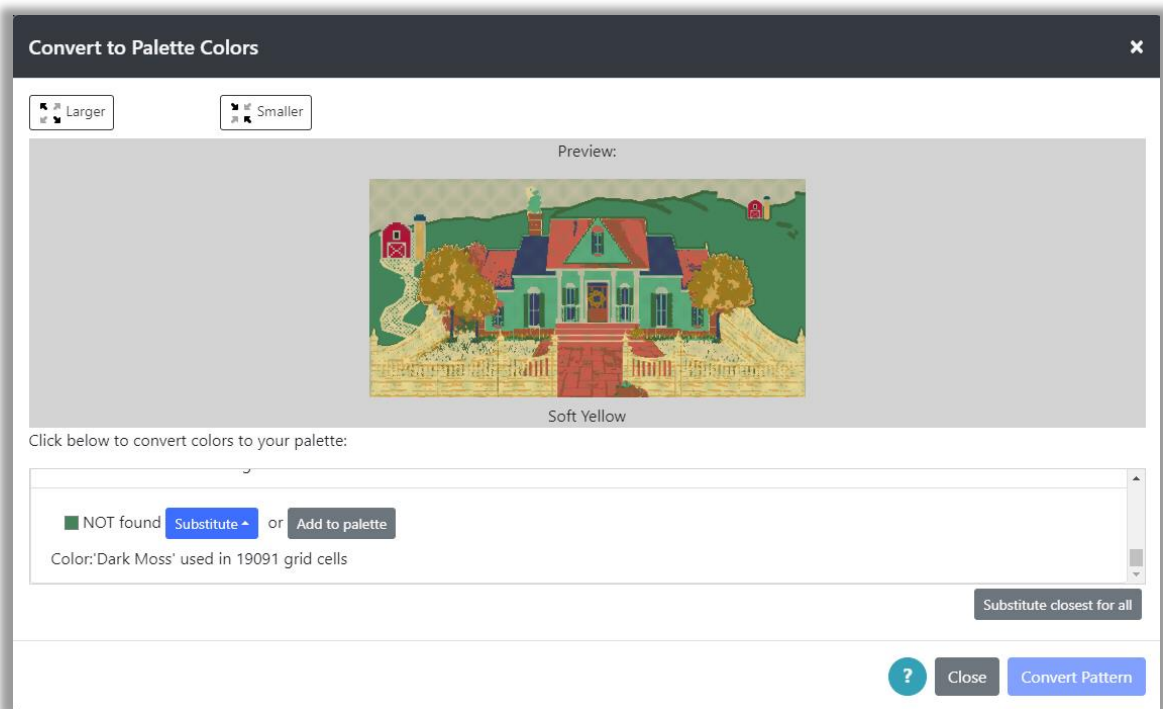 Convert to Palette Colors ×
Larger Smaller
Preview:
Soft Yellow
Click below to convert colors to your palette:
NOT found Substitute or Add to palette
Color:'Dark Moss' used in 19091 grid cells
Substitute closest for all
? Close Convert Pattern